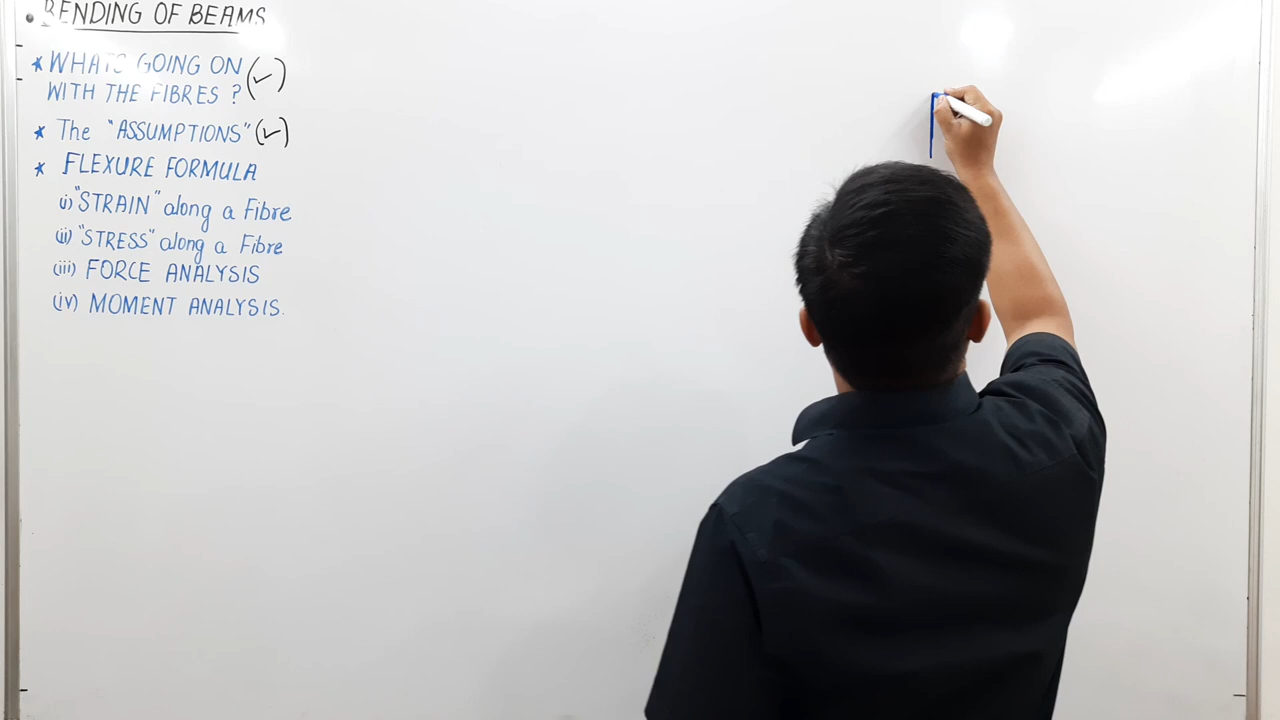 • BENDING OF BEAMS
* WHATS GOING ON
WITH THE FIBRES ? (✓)
* The "ASSUMPTIONS" (✓)
* FLEXURE FORMULA
i) "STRAIN" along a Fibre
(ii) "STRESS" along a Fibre
(iii) FORCE ANALYSIS
(iv) MOMENT ANALYSIS.